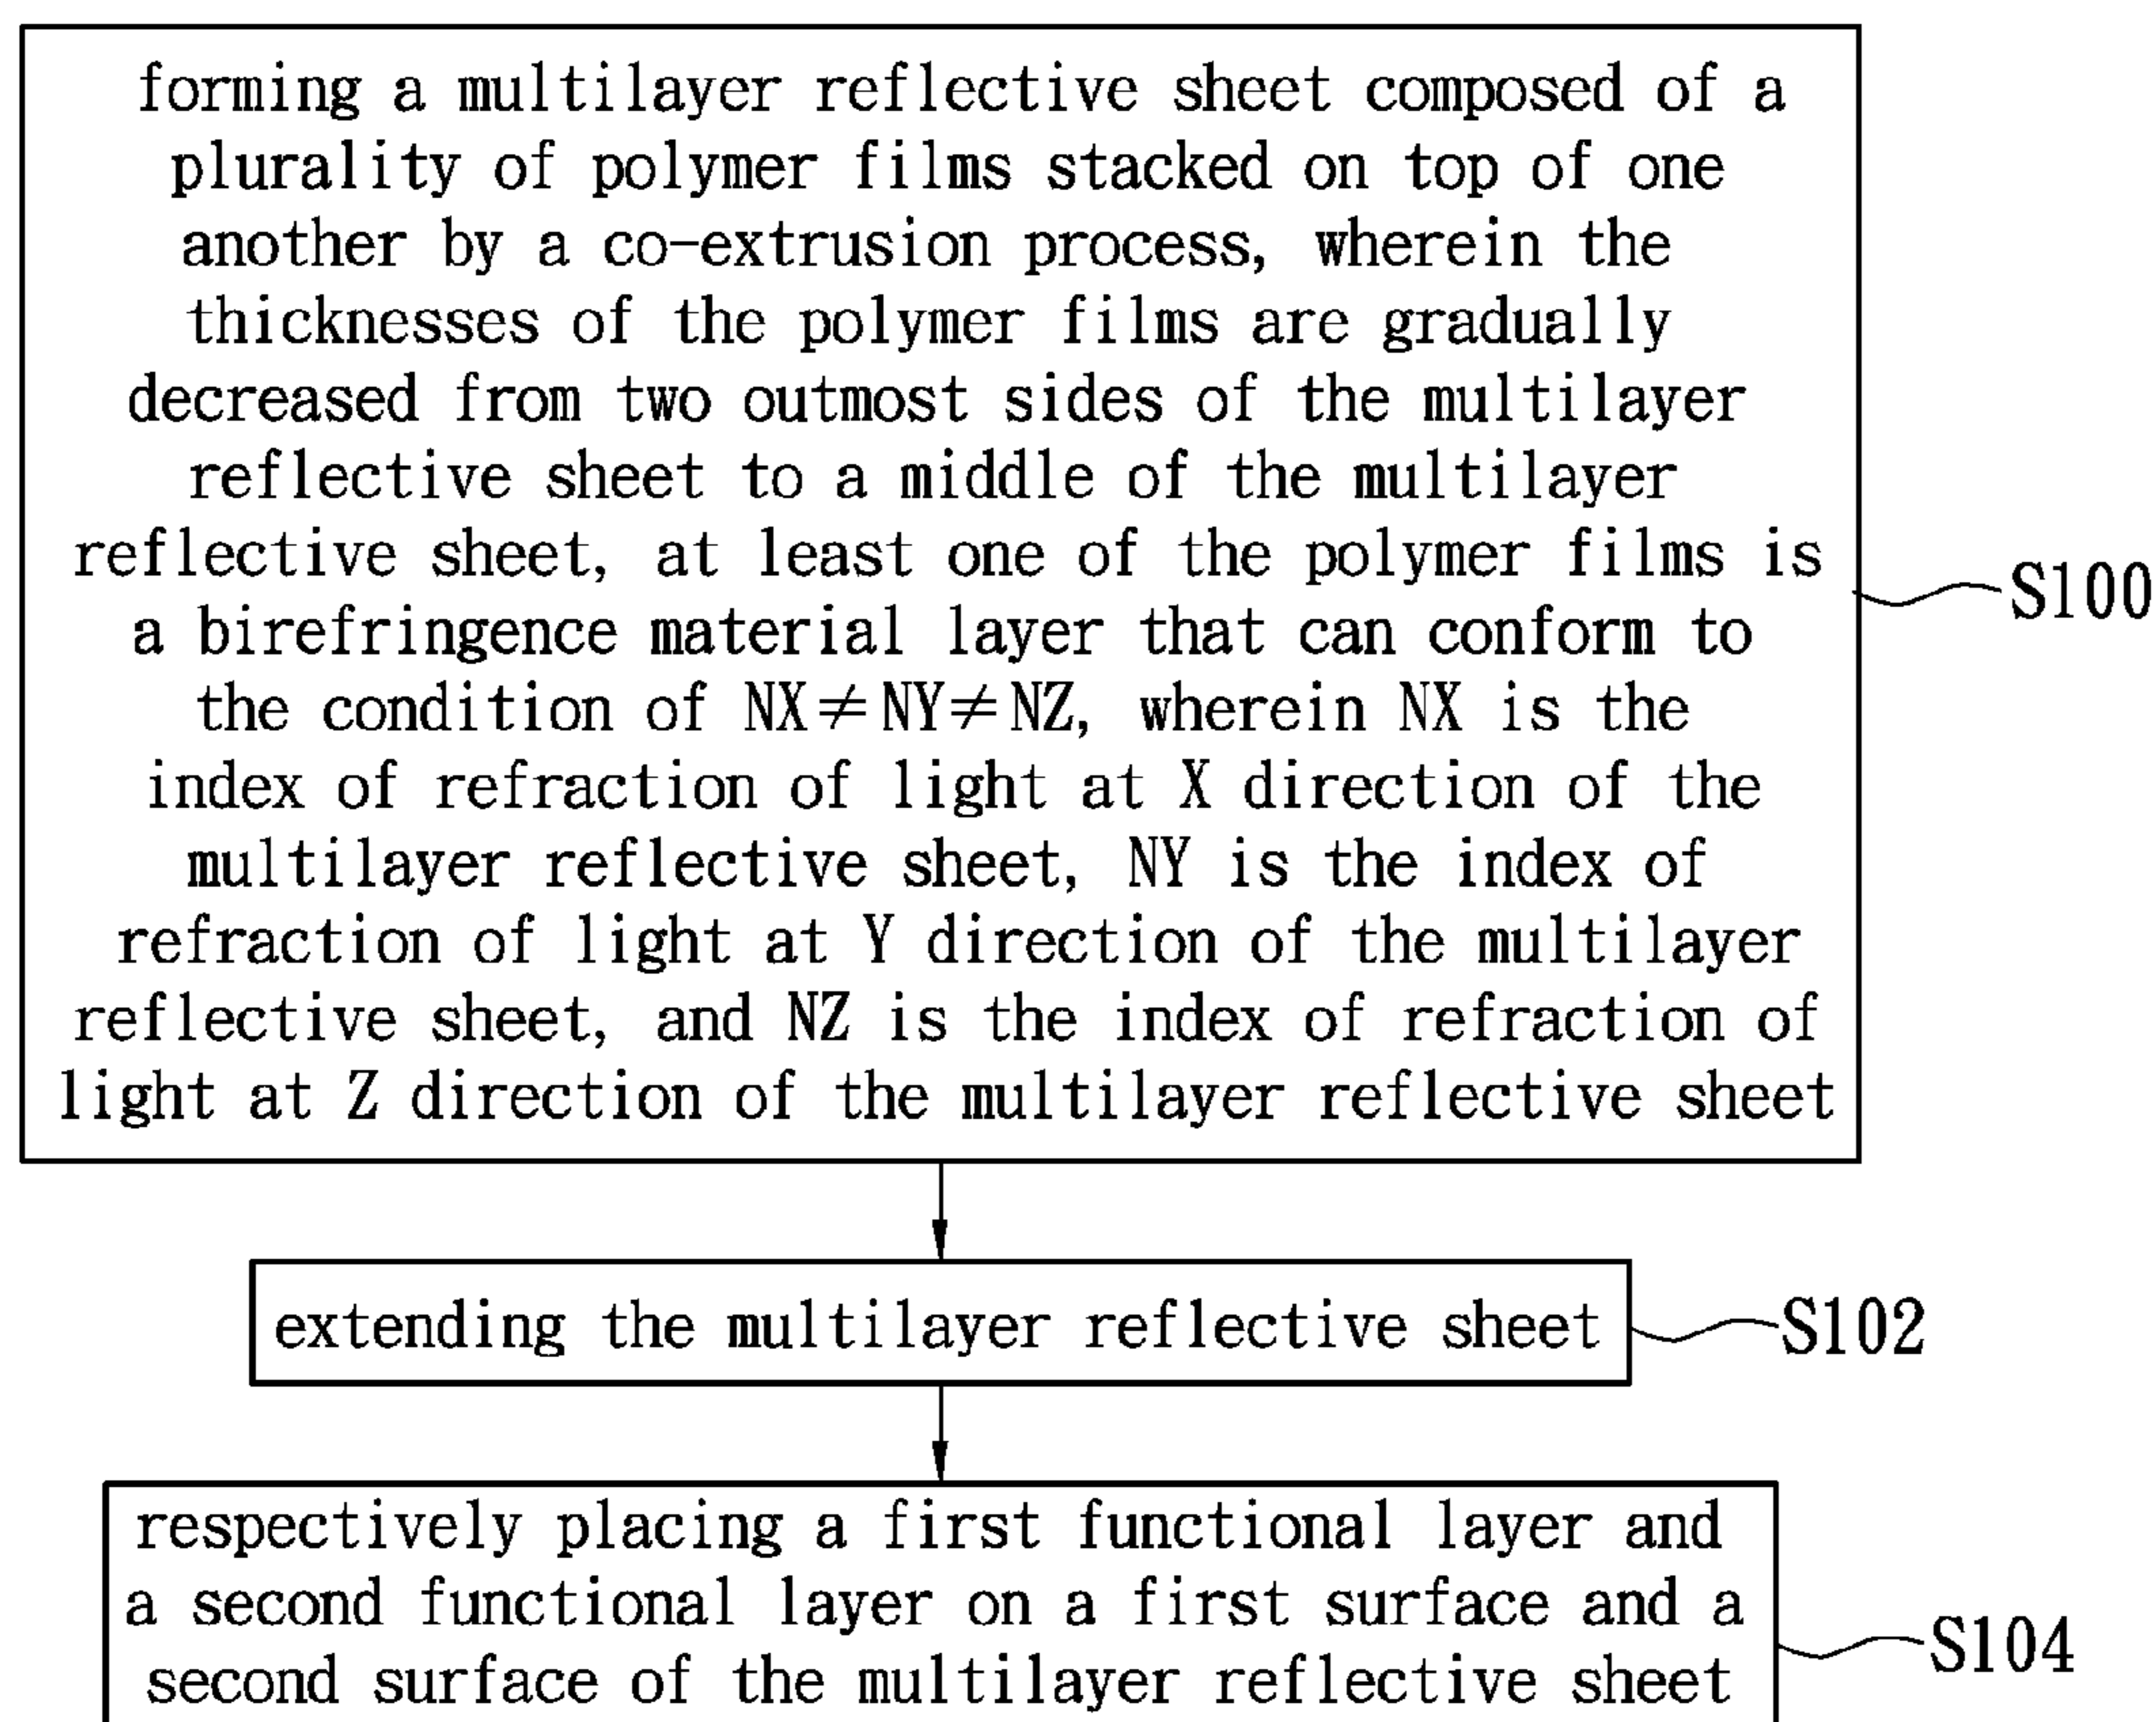 forming a multilayer reflective sheet composed of a
plurality of polymer films stacked on top of one
another by a co-extrusion process, wherein the
thicknesses of the polymer films are gradually
decreased from two outmost sides of the multilayer
reflective sheet to a middle of the multilayer
reflective sheet, at least one of the polymer films is
a birefringence material layer that can conform to
the condition of NX≠NY≠NZ, wherein NX is the
index of refraction of light at X direction of the
multilayer reflective sheet, NY is the index of
refraction of light at Y direction of the multilayer
reflective sheet, and NZ is the index of refraction of
light at Z direction of the multilayer reflective sheet
S100
extending the multilayer reflective sheet
S102
respectively placing a first functional layer and
a second functional layer on a first surface and a
second surface of the multilayer reflective sheet
S104